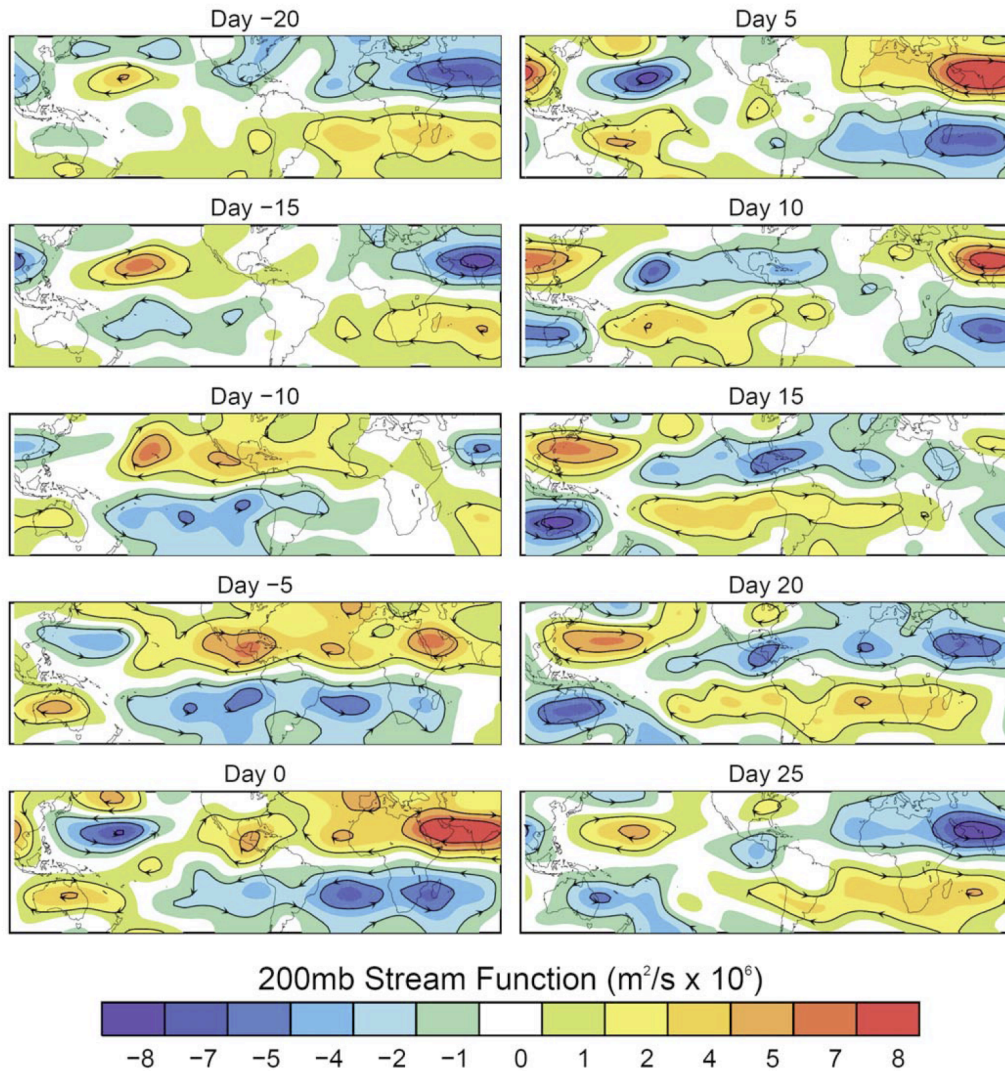 Day −20
Day 5
Day −15
Day 10
Day −10
Day 15
Day −5
Day 20
Day 0
Day 25
200mb Stream Function (m²/s x 10⁶)
−8 −7 −5 −4 −2 −1 0 1 2 4 5 7 8